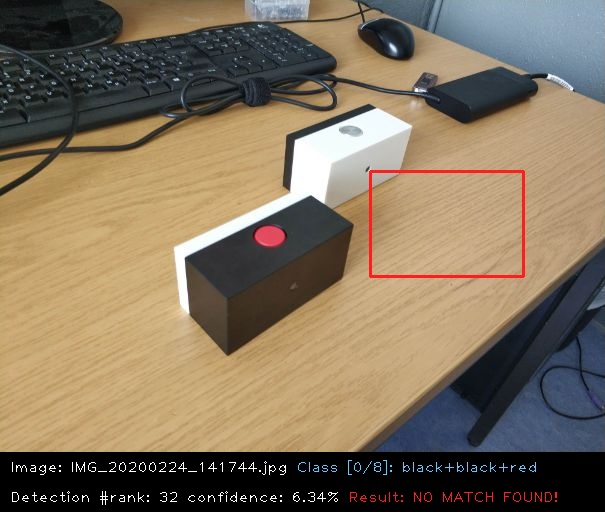 Image: IMG_20200224_141744.jpg Class [0/8]: black+black+red
Detection #rank: 32 confidence: 6.34% Result: NO MATCH FOUND!